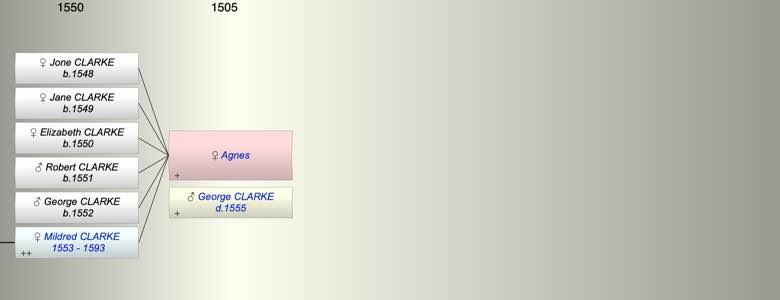 1550
1505
♀ Jone CLARKE
b.1548
♀ Jane CLARKE
b.1549
♀ Elizabeth CLARKE
b.1550
♂ Robert CLARKE
b.1551
♂ George CLARKE
b.1552
♀ Mildred CLARKE
1553 - 1593
++
♀ Agnes
+
♂ George CLARKE
d.1555
+